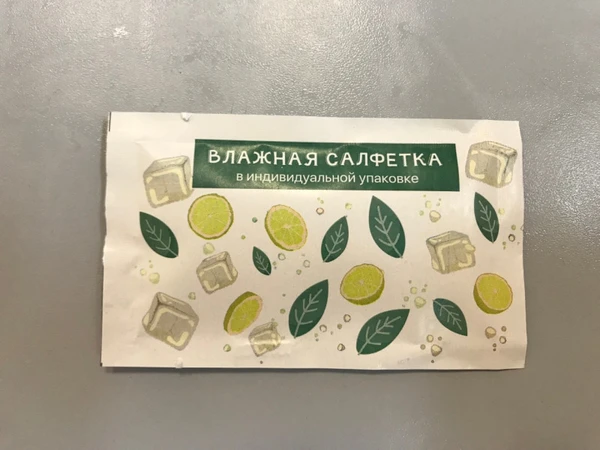 ВЛАЖНАЯ САЛФЕТКА
в индивидуальной упаковке